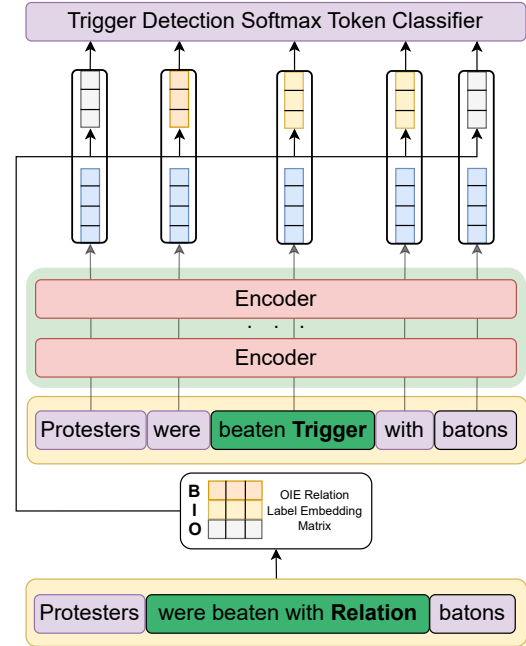 Trigger Detection Softmax Token Classifier
Encoder
. . .
Encoder
Protesters were beaten Trigger with batons
B
I
O
OIE Relation
Label Embedding
Matrix
Protesters were beaten with Relation batons